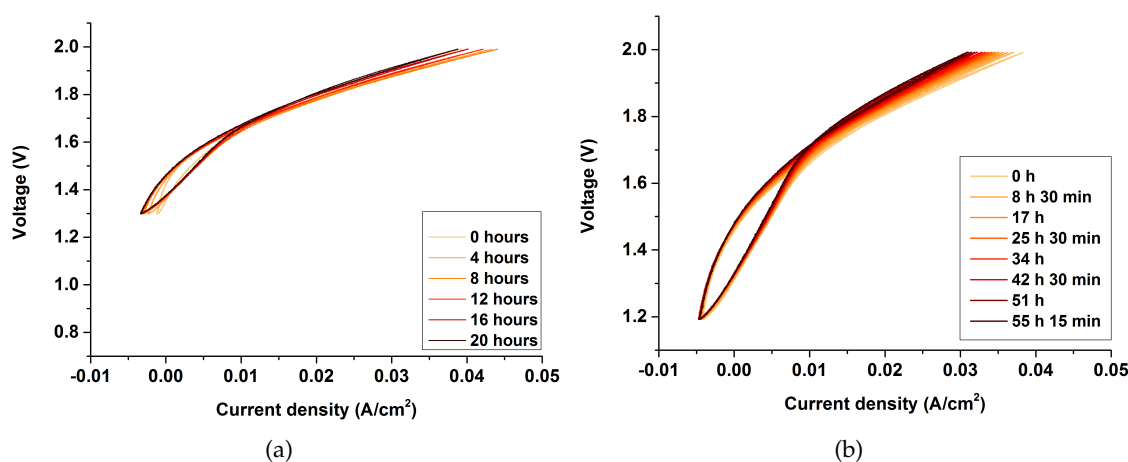 2.0
1.8
1.6
1.4
1.2
1.0
0.8
Voltage (V)
-0.01 0.00 0.01 0.02 0.03 0.04 0.05
Current density (A/cm²)
0 hours
4 hours
8 hours
12 hours
16 hours
20 hours
(a)
2.0
1.8
1.6
1.4
1.2
Voltage (V)
-0.01 0.00 0.01 0.02 0.03 0.04 0.05
Current density (A/cm²)
0 h
8 h 30 min
17 h
25 h 30 min
34 h
42 h 30 min
51 h
55 h 15 min
(b)